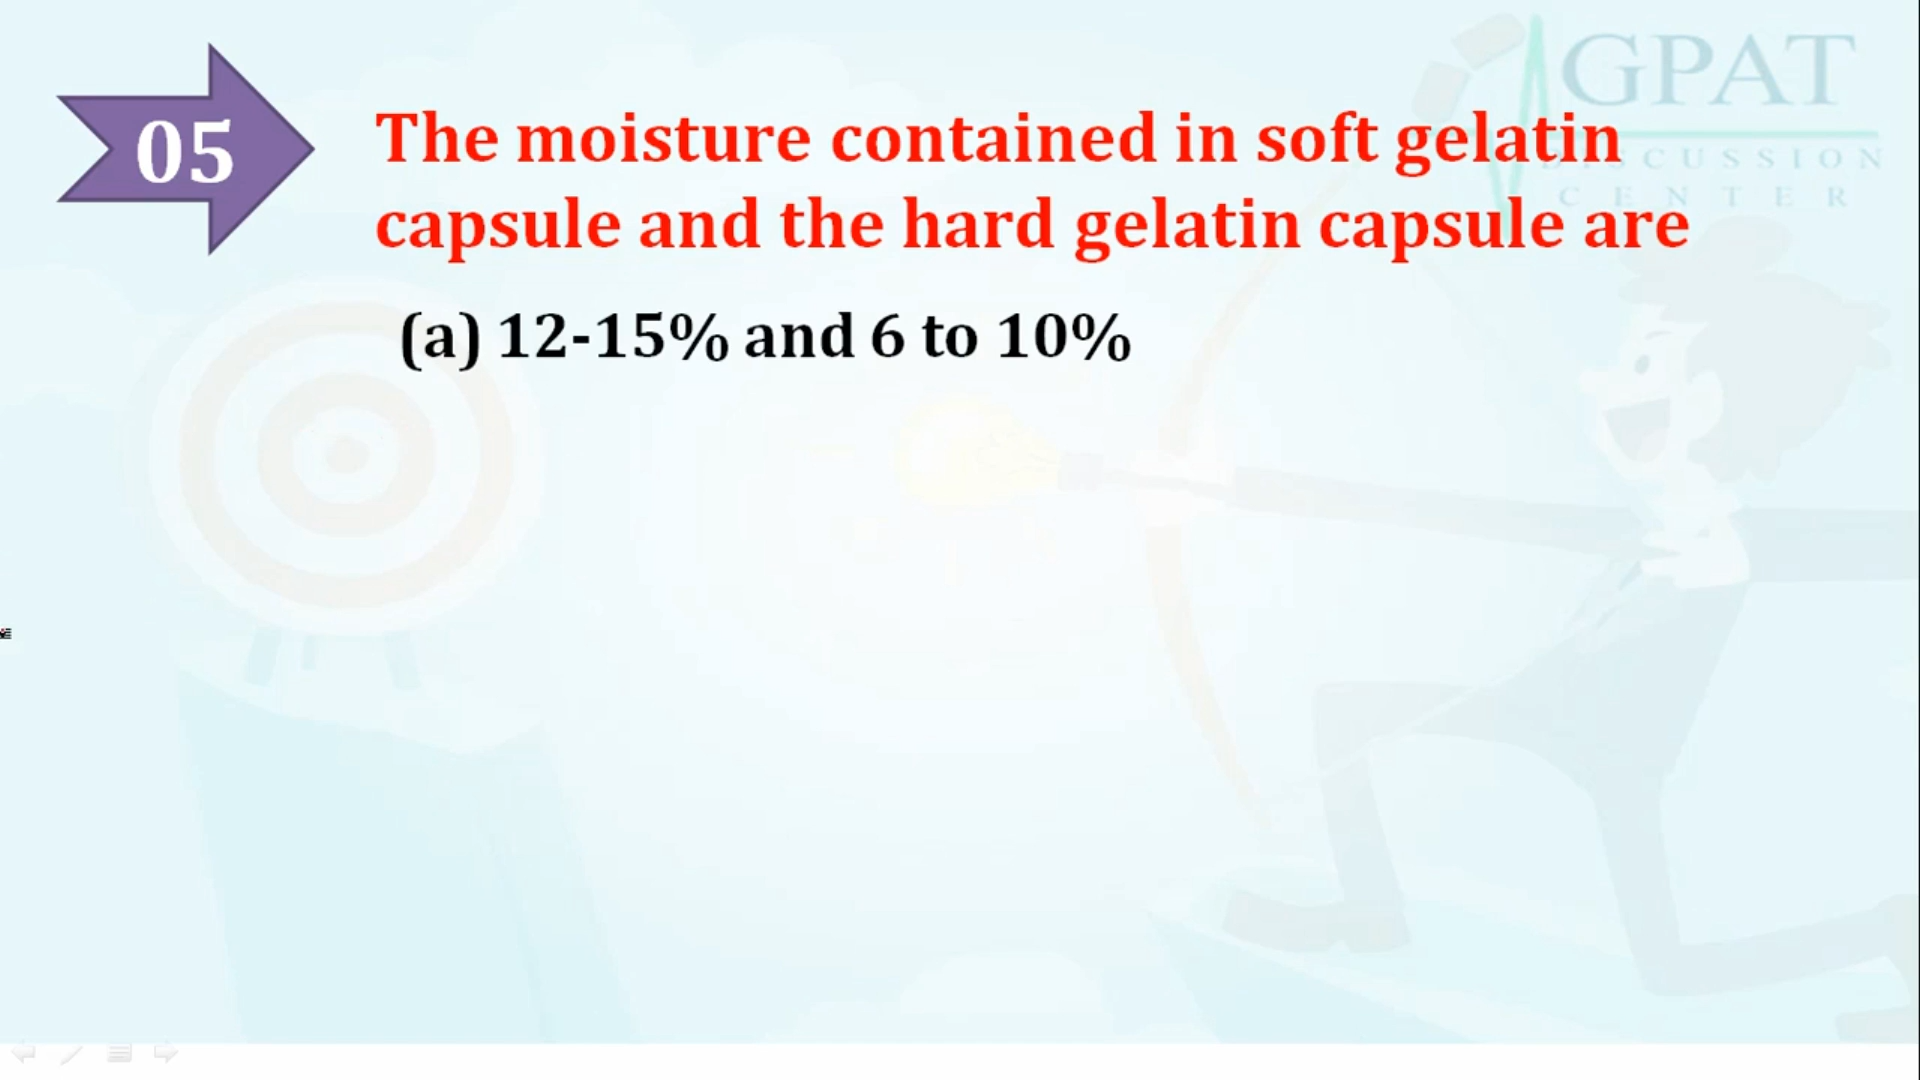 GPAT
DISCUSSION
CENTER
05
The moisture contained in soft gelatin
capsule and the hard gelatin capsule are
(a) 12-15% and 6 to 10%